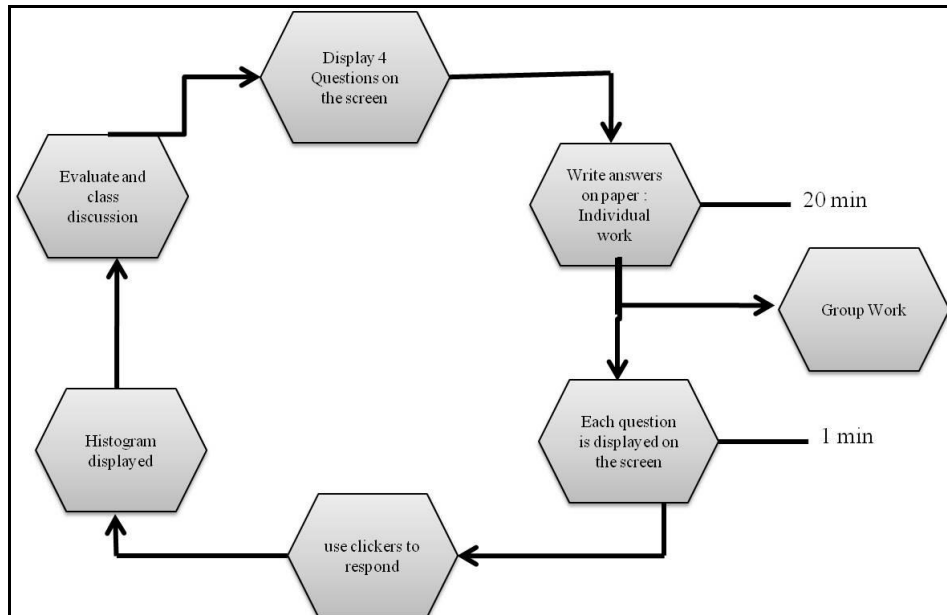 Display 4
Questions on
the screen
Write answers
on paper :
Individual
work
20 min
Group Work
Each question
is displayed on
the screen
1 min
use clickers to
respond
Histogram
displayed
Evaluate and
class
discussion